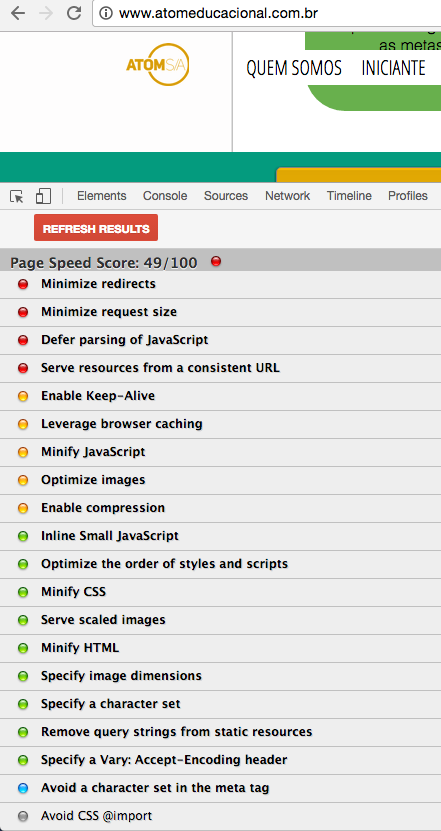 www.atomeducacional.com.br
as metas
ATOM S/A
QUEM SOMOS INICIANTE
Elements Console Sources Network Timeline Profiles
REFRESH RESULTS
Page Speed Score: 49/100
Minimize redirects
Minimize request size
Defer parsing of JavaScript
Serve resources from a consistent URL
Enable Keep-Alive
Leverage browser caching
Minify JavaScript
Optimize images
Enable compression
Inline Small JavaScript
Optimize the order of styles and scripts
Minify CSS
Serve scaled images
Minify HTML
Specify image dimensions
Specify a character set
Remove query strings from static resources
Specify a Vary: Accept-Encoding header
Avoid a character set in the meta tag
Avoid CSS @import